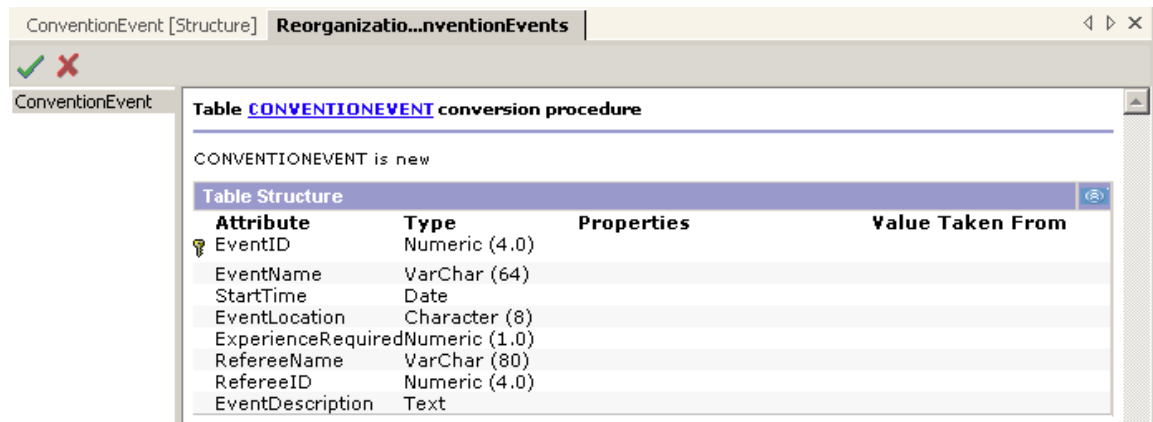 ConventionEvent [Structure] Reorganizatio...nventionEvents
ConventionEvent
Table CONVENTIONEVENT conversion procedure
CONVENTIONEVENT is new
Table Structure
Attribute Type Properties Value Taken From
EventID Numeric (4.0)
EventName VarChar (64)
StartTime Date
EventLocation Character (8)
ExperienceRequiredNumeric (1.0)
RefereeName VarChar (80)
RefereeID Numeric (4.0)
EventDescription Text